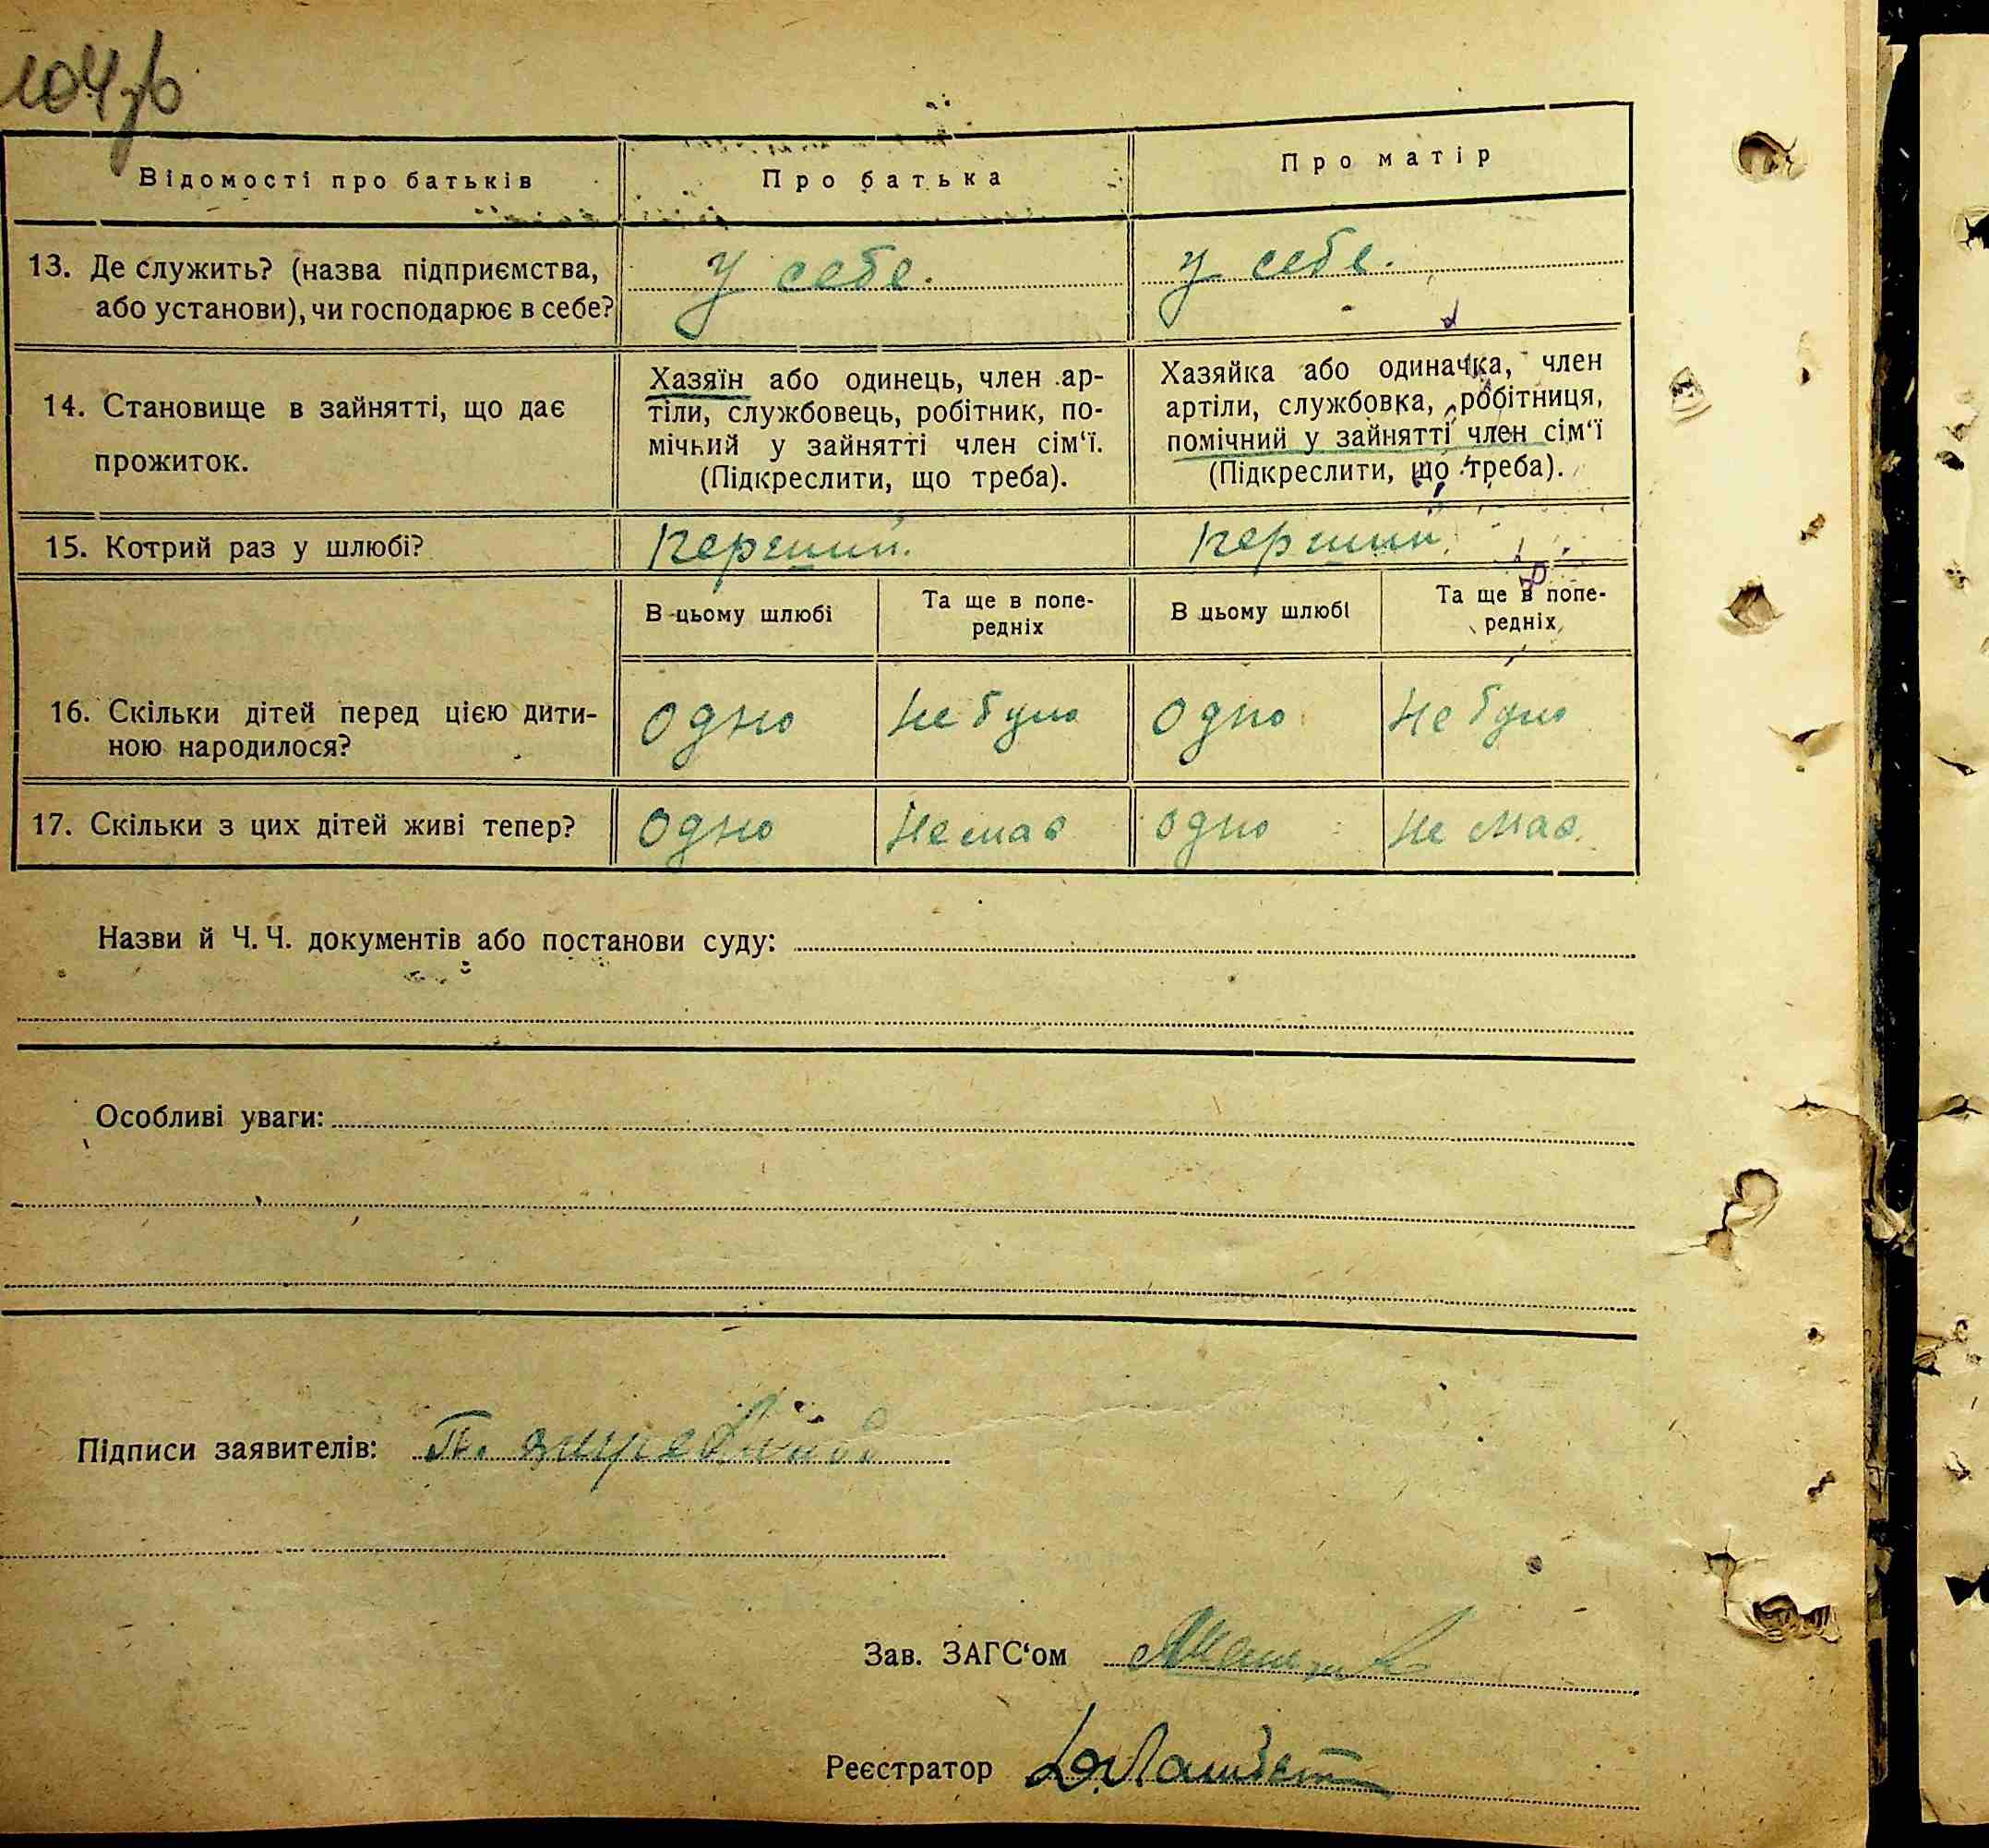 Відомості про батьків
Про батька
Про матір
13. Де служить? (назва підприємства,
або установи), чи господарює в себе?
у себе.
у себе.
14. Становище в зайнятті, що дає
прожиток.
Хазяїн або одинець, член ар-
тіли, службовець, робітник, по-
мічний у зайнятті член сім‘ї.
(Підкреслити, що треба).
Хазяйка або одиначка, член
артіли, службовка, робітниця,
помічний у зайнятті член сім‘ї
(Підкреслити, що треба).
15. Котрий раз у шлюбі?
перший.
перший.
В цьому шлюбі
Та ще в попе-
редніх
В цьому шлюбі
Та ще в попе-
редніх
16. Скільки дітей перед цією дити-
ною народилося?
Одно
Не було
Одно
Не було
17. Скільки з цих дітей живі тепер?
Одно
Немає
одно
Не має.
Назви й Ч. Ч. документів або постанови суду:
Особливі уваги:
Підписи заявителів:
Зав. ЗАГС‘ом
Реєстратор